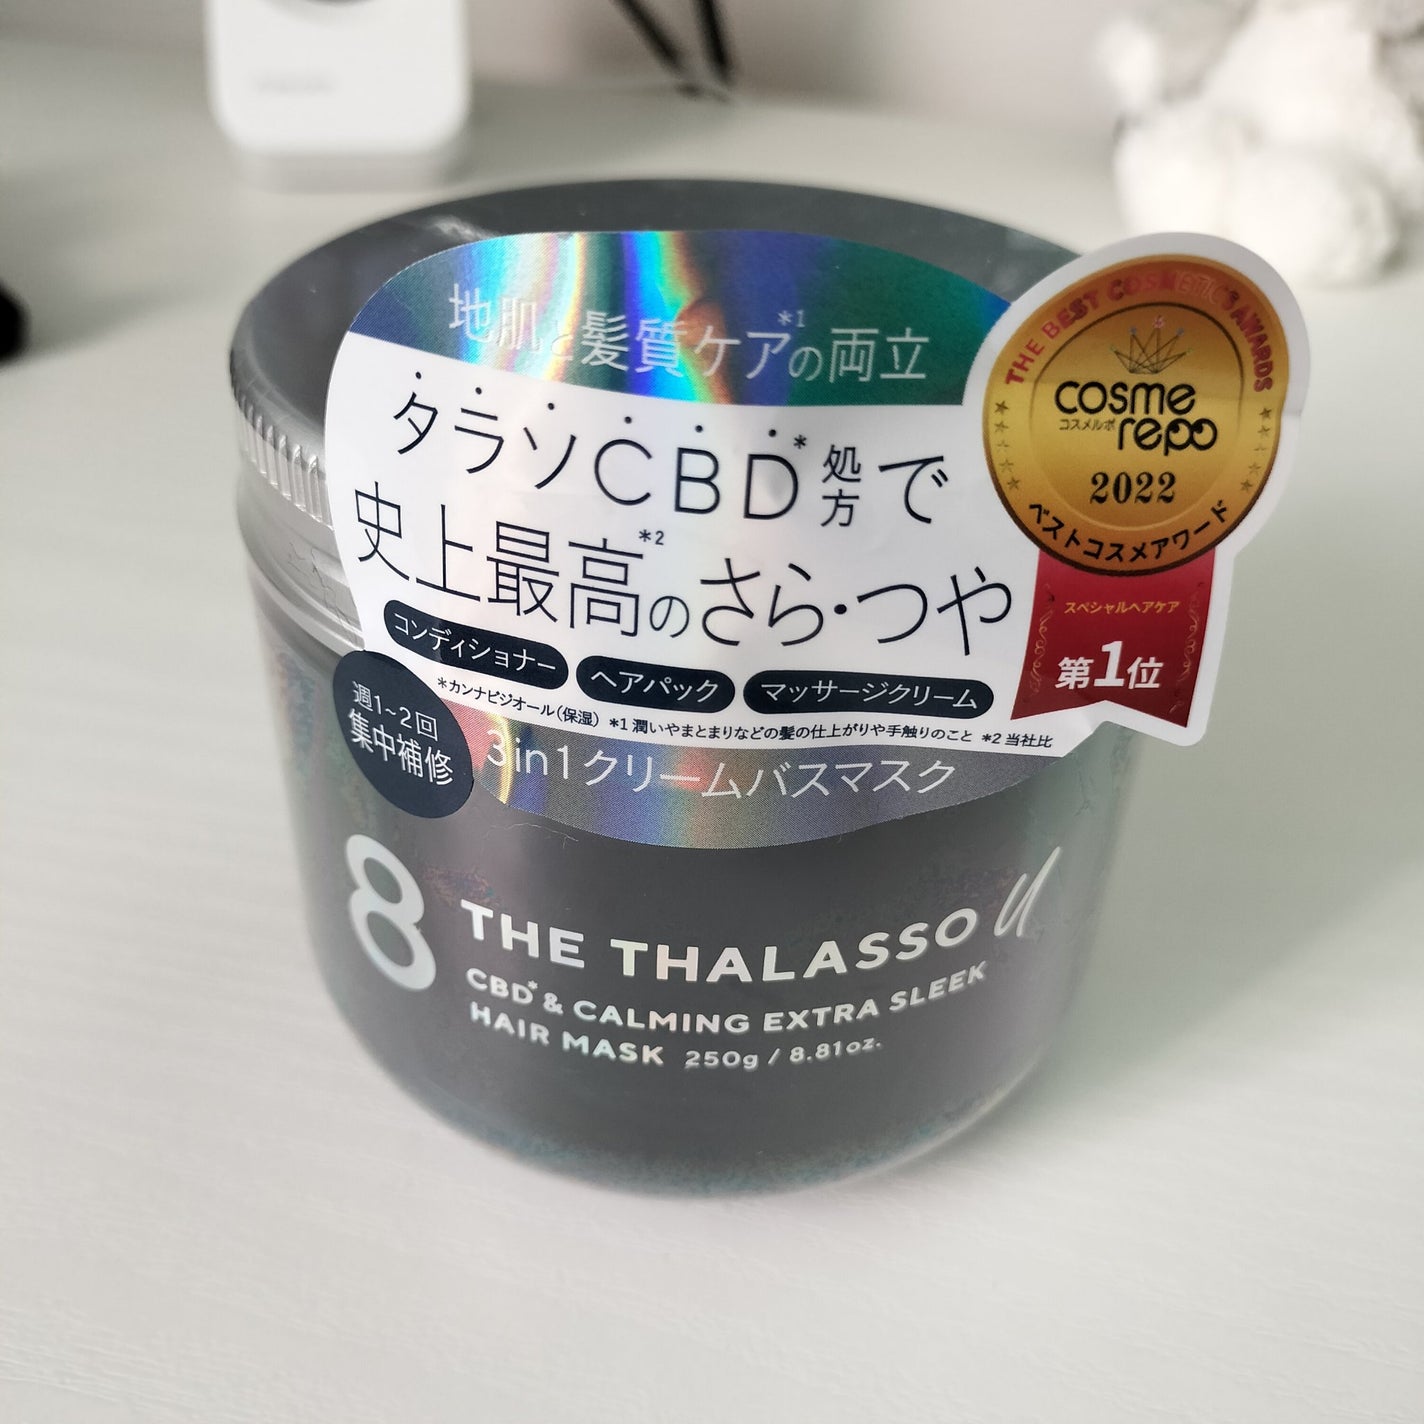 地肌と髪質ケア*1の両立
タラソCBD*処方で
史上最高*2のさら・つや
コンディショナー
ヘアパック
マッサージクリーム
*カンナビジオール(保湿) *1 潤いやまとまりなどの髪の仕上がりや手触りのこと *2 当社比
週1~2回
集中補修
3in1クリームバスマスク
THE BEST COSMETICS AWARDS
cosme
コスメルポ
repo
2022
ベストコスメアワード
スペシャルヘアケア
第1位
8 THE THALASSO u
CBD* & CALMING EXTRA SLEEK
HAIR MASK 250g / 8.81oz.